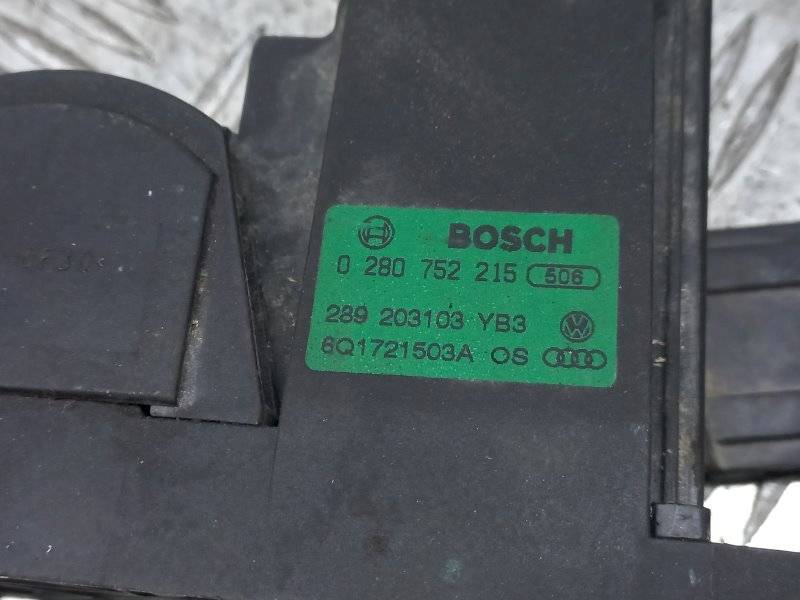 BOSCH
0 280 752 215 506
289 203103 YB3
6Q1721503A OS